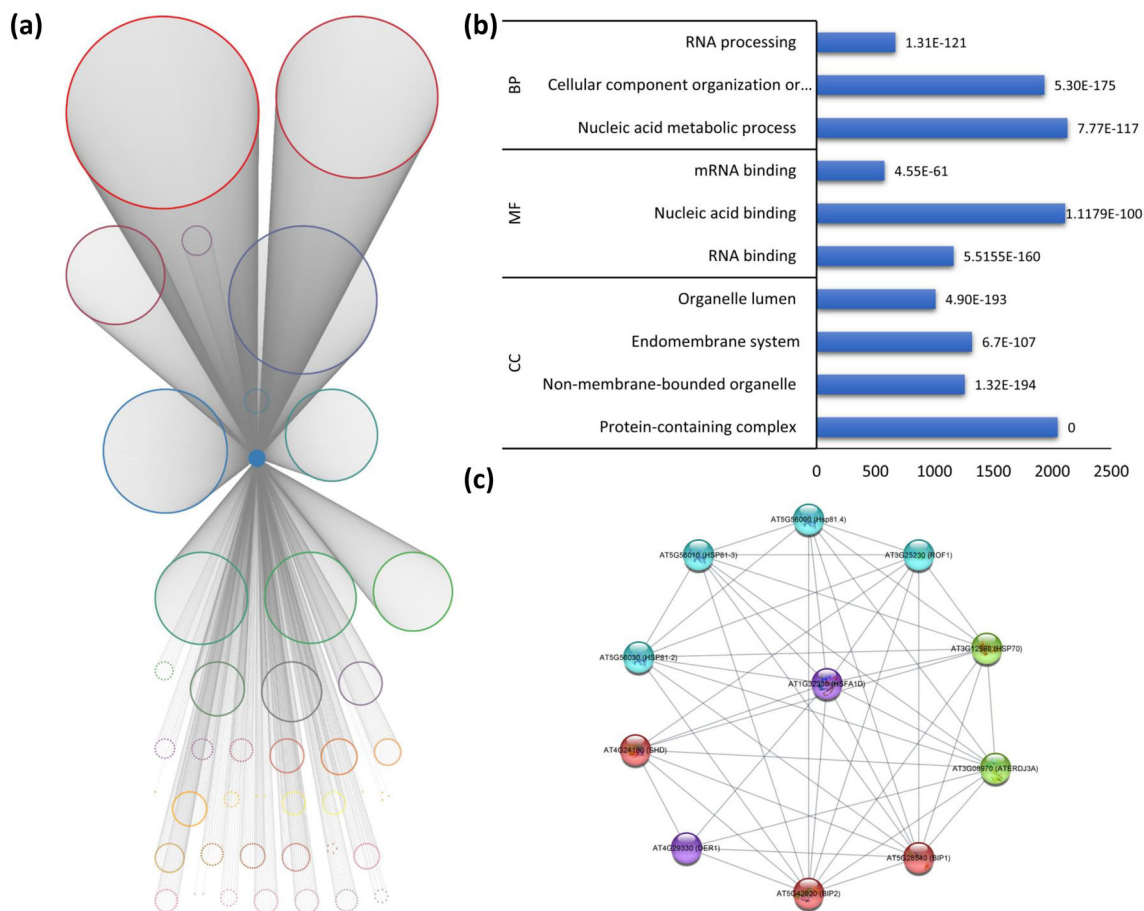 (a)
(b)
BP
RNA processing
1.31E-121
Cellular component organization or...
5.30E-175
Nucleic acid metabolic process
7.77E-117
MF
mRNA binding
4.55E-61
Nucleic acid binding
1.1179E-100
RNA binding
5.5155E-160
CC
Organelle lumen
4.90E-193
Endomembrane system
6.7E-107
Non-membrane-bounded organelle
1.32E-194
Protein-containing complex
0
0 500 1000 1500 2000 2500
(c)
AT5G56000 (Hsp81.4)
AT5G56010 (HSP81-3)
AT3G25230 (ROF1)
AT3G12580 (HSP70)
AT5G56030 (HSP81-2)
AT1G32330 (HSFA1D)
AT4G24190 (SHD)
AT3G08970 (ATERDJ3A)
AT4G29330 (DER1)
AT5G28540 (BIP1)
AT5G42020 (BIP2)